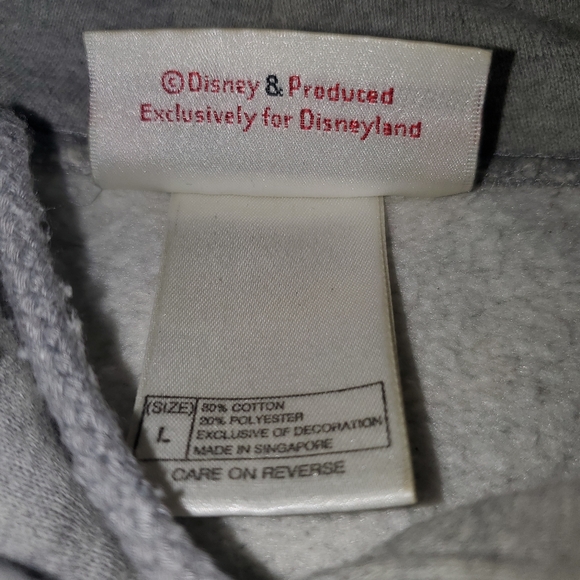 ©Disney & Produced
Exclusively for Disneyland
(SIZE)
L
80% COTTON
20% POLYESTER
EXCLUSIVE OF DECORATION
MADE IN SINGAPORE
CARE ON REVERSE